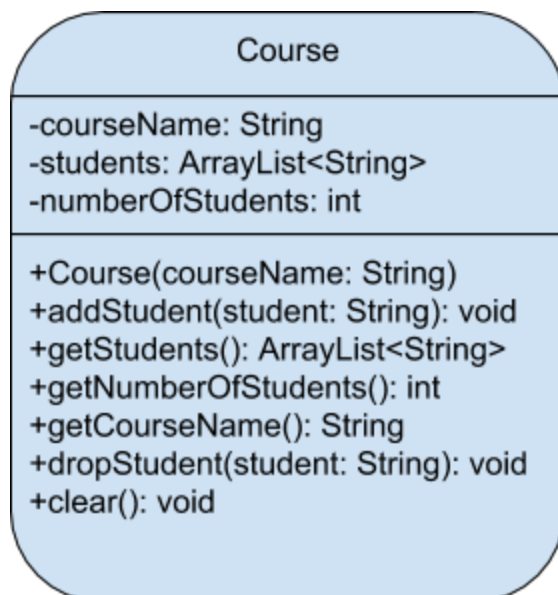 Course
-courseName: String
-students: ArrayList<String>
-numberOfStudents: int
+Course(courseName: String)
+addStudent(student: String): void
+getStudents(): ArrayList<String>
+getNumberOfStudents(): int
+getCourseName(): String
+dropStudent(student: String): void
+clear(): void